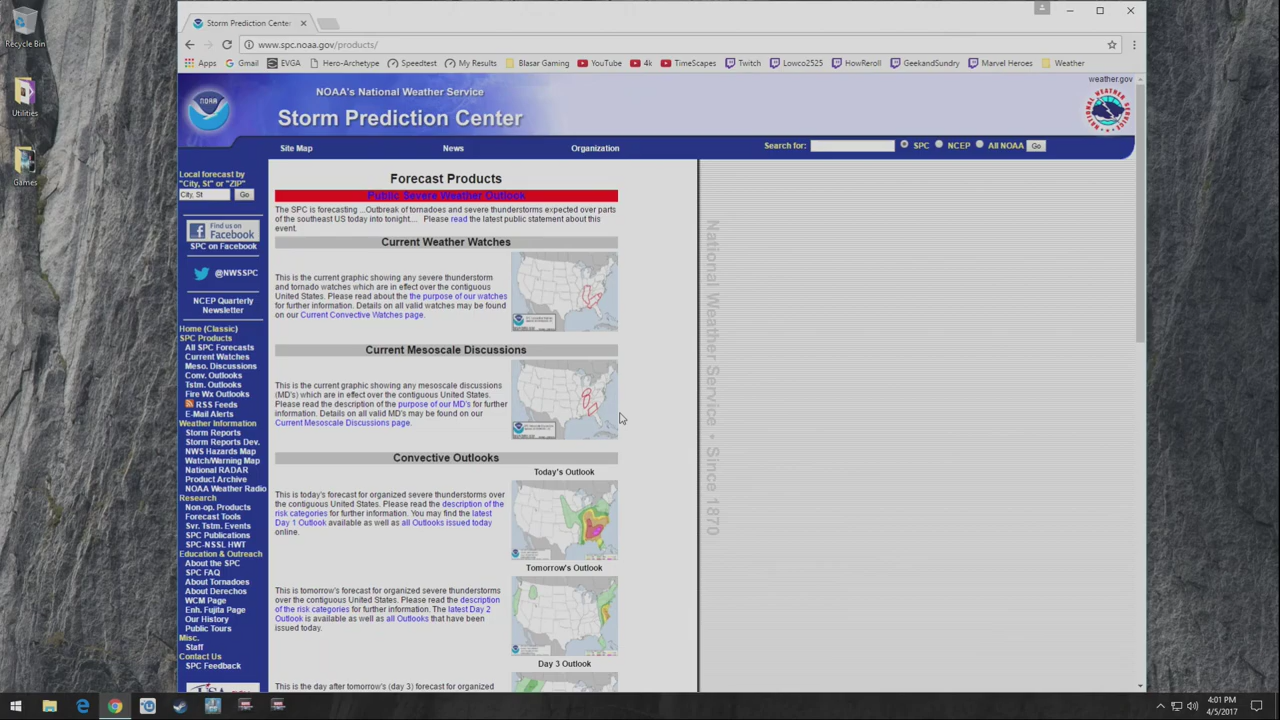 Storm Prediction Center
www.spc.noaa.gov/products/
Apps Gmail EVGA Hero-Archetype Speedtest My Results Blasar Gaming YouTube 4k TimeScapes Twitch Lowco2525 HowReroll GeekandSundry Marvel Heroes Weather
Recycle Bin
Utilities
Games
weather.gov
NOAA's National Weather Service
NOAA
Storm Prediction Center
Site Map News Organization
Search for: SPC NCEP All NOAA Go
Local forecast by
"City, St" or "ZIP"
City, St Go
Find us on
Facebook
SPC on Facebook
@NWSSPC
NCEP Quarterly
Newsletter
Home (Classic)
SPC Products
All SPC Forecasts
Current Watches
Meso. Discussions
Conv. Outlooks
Tstm. Outlooks
Fire Wx Outlooks
RSS Feeds
E-Mail Alerts
Weather Information
Storm Reports
Storm Reports Dev.
NWS Hazards Map
Watch/Warning Map
National RADAR
Product Archive
NOAA Weather Radio
Research
Non-op. Products
Forecast Tools
Svr. Tstm. Events
SPC Publications
SPC-NSSL HWT
Education & Outreach
About the SPC
SPC FAQ
About Tornadoes
About Derechos
WCM Page
Enh. Fujita Page
Our History
Public Tours
Misc.
Staff
Contact Us
SPC Feedback
Forecast Products
Public Severe Weather Outlook
The SPC is forecasting ...Outbreak of tornadoes and severe thunderstorms expected over parts
of the southeast US today into tonight.... Please read the latest public statement about this
event.
Current Weather Watches
This is the current graphic showing any severe thunderstorm
and tornado watches which are in effect over the contiguous
United States. Please read about the the purpose of our watches
for further information. Details on all valid watches may be found
on our Current Convective Watches page.
Current Mesoscale Discussions
This is the current graphic showing any mesoscale discussions
(MD's) which are in effect over the contiguous United States.
Please read the description of the purpose of our MD's for further
information. Details on all valid MD's may be found on our
Current Mesoscale Discussions page.
Convective Outlooks
Today's Outlook
This is today's forecast for organized severe thunderstorms over
the contiguous United States. Please read the description of the
risk categories for further information. You may find the latest
Day 1 Outlook available as well as all Outlooks issued today
online.
Tomorrow's Outlook
This is tomorrow's forecast for organized severe thunderstorms
over the contiguous United States. Please read the description
of the risk categories for further information. The latest Day 2
Outlook is available as well as all Outlooks that have been
issued today.
Day 3 Outlook
This is the day after tomorrow's (day 3) forecast for organized
National Weather Service • Since 1870
4:01 PM
4/5/2017